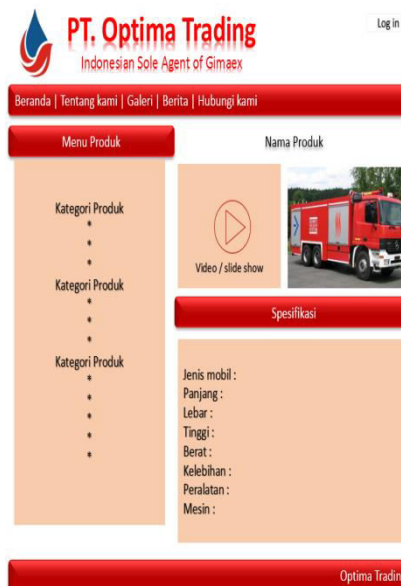 PT. Optima Trading
Indonesian Sole Agent of Gimaex
Log in
Beranda | Tentang kami | Galeri | Berita | Hubungi kami
Menu Produk
Kategori Produk
*
*
*
Kategori Produk
*
*
*
Kategori Produk
*
*
*
*
*
Nama Produk
Video / slide show
Spesifikasi
Jenis mobil :
Panjang :
Lebar :
Tinggi :
Berat :
Kelebihan :
Peralatan :
Mesin :
Optima Trading